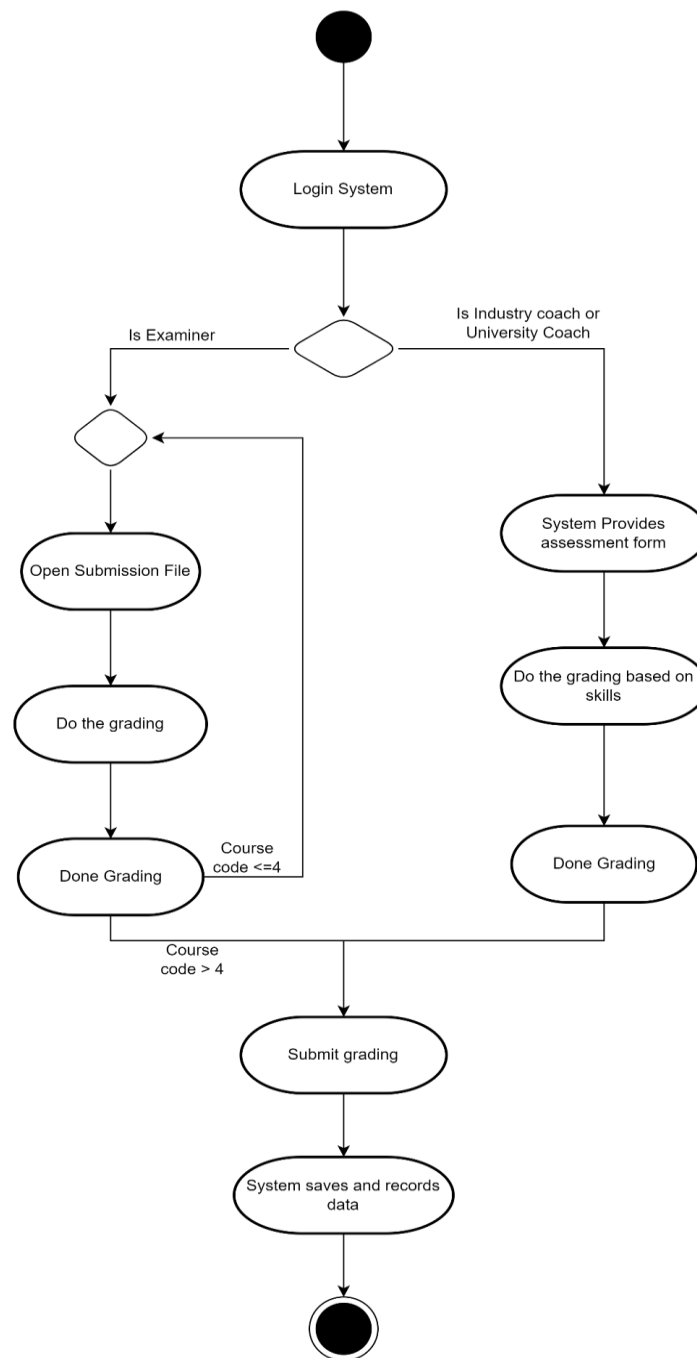 Login System
Is Examiner
Is Industry coach or
University Coach
Open Submission File
System Provides
assessment form
Do the grading
Do the grading based on
skills
Done Grading
Course
code <=4
Done Grading
Course
code > 4
Submit grading
System saves and records
data